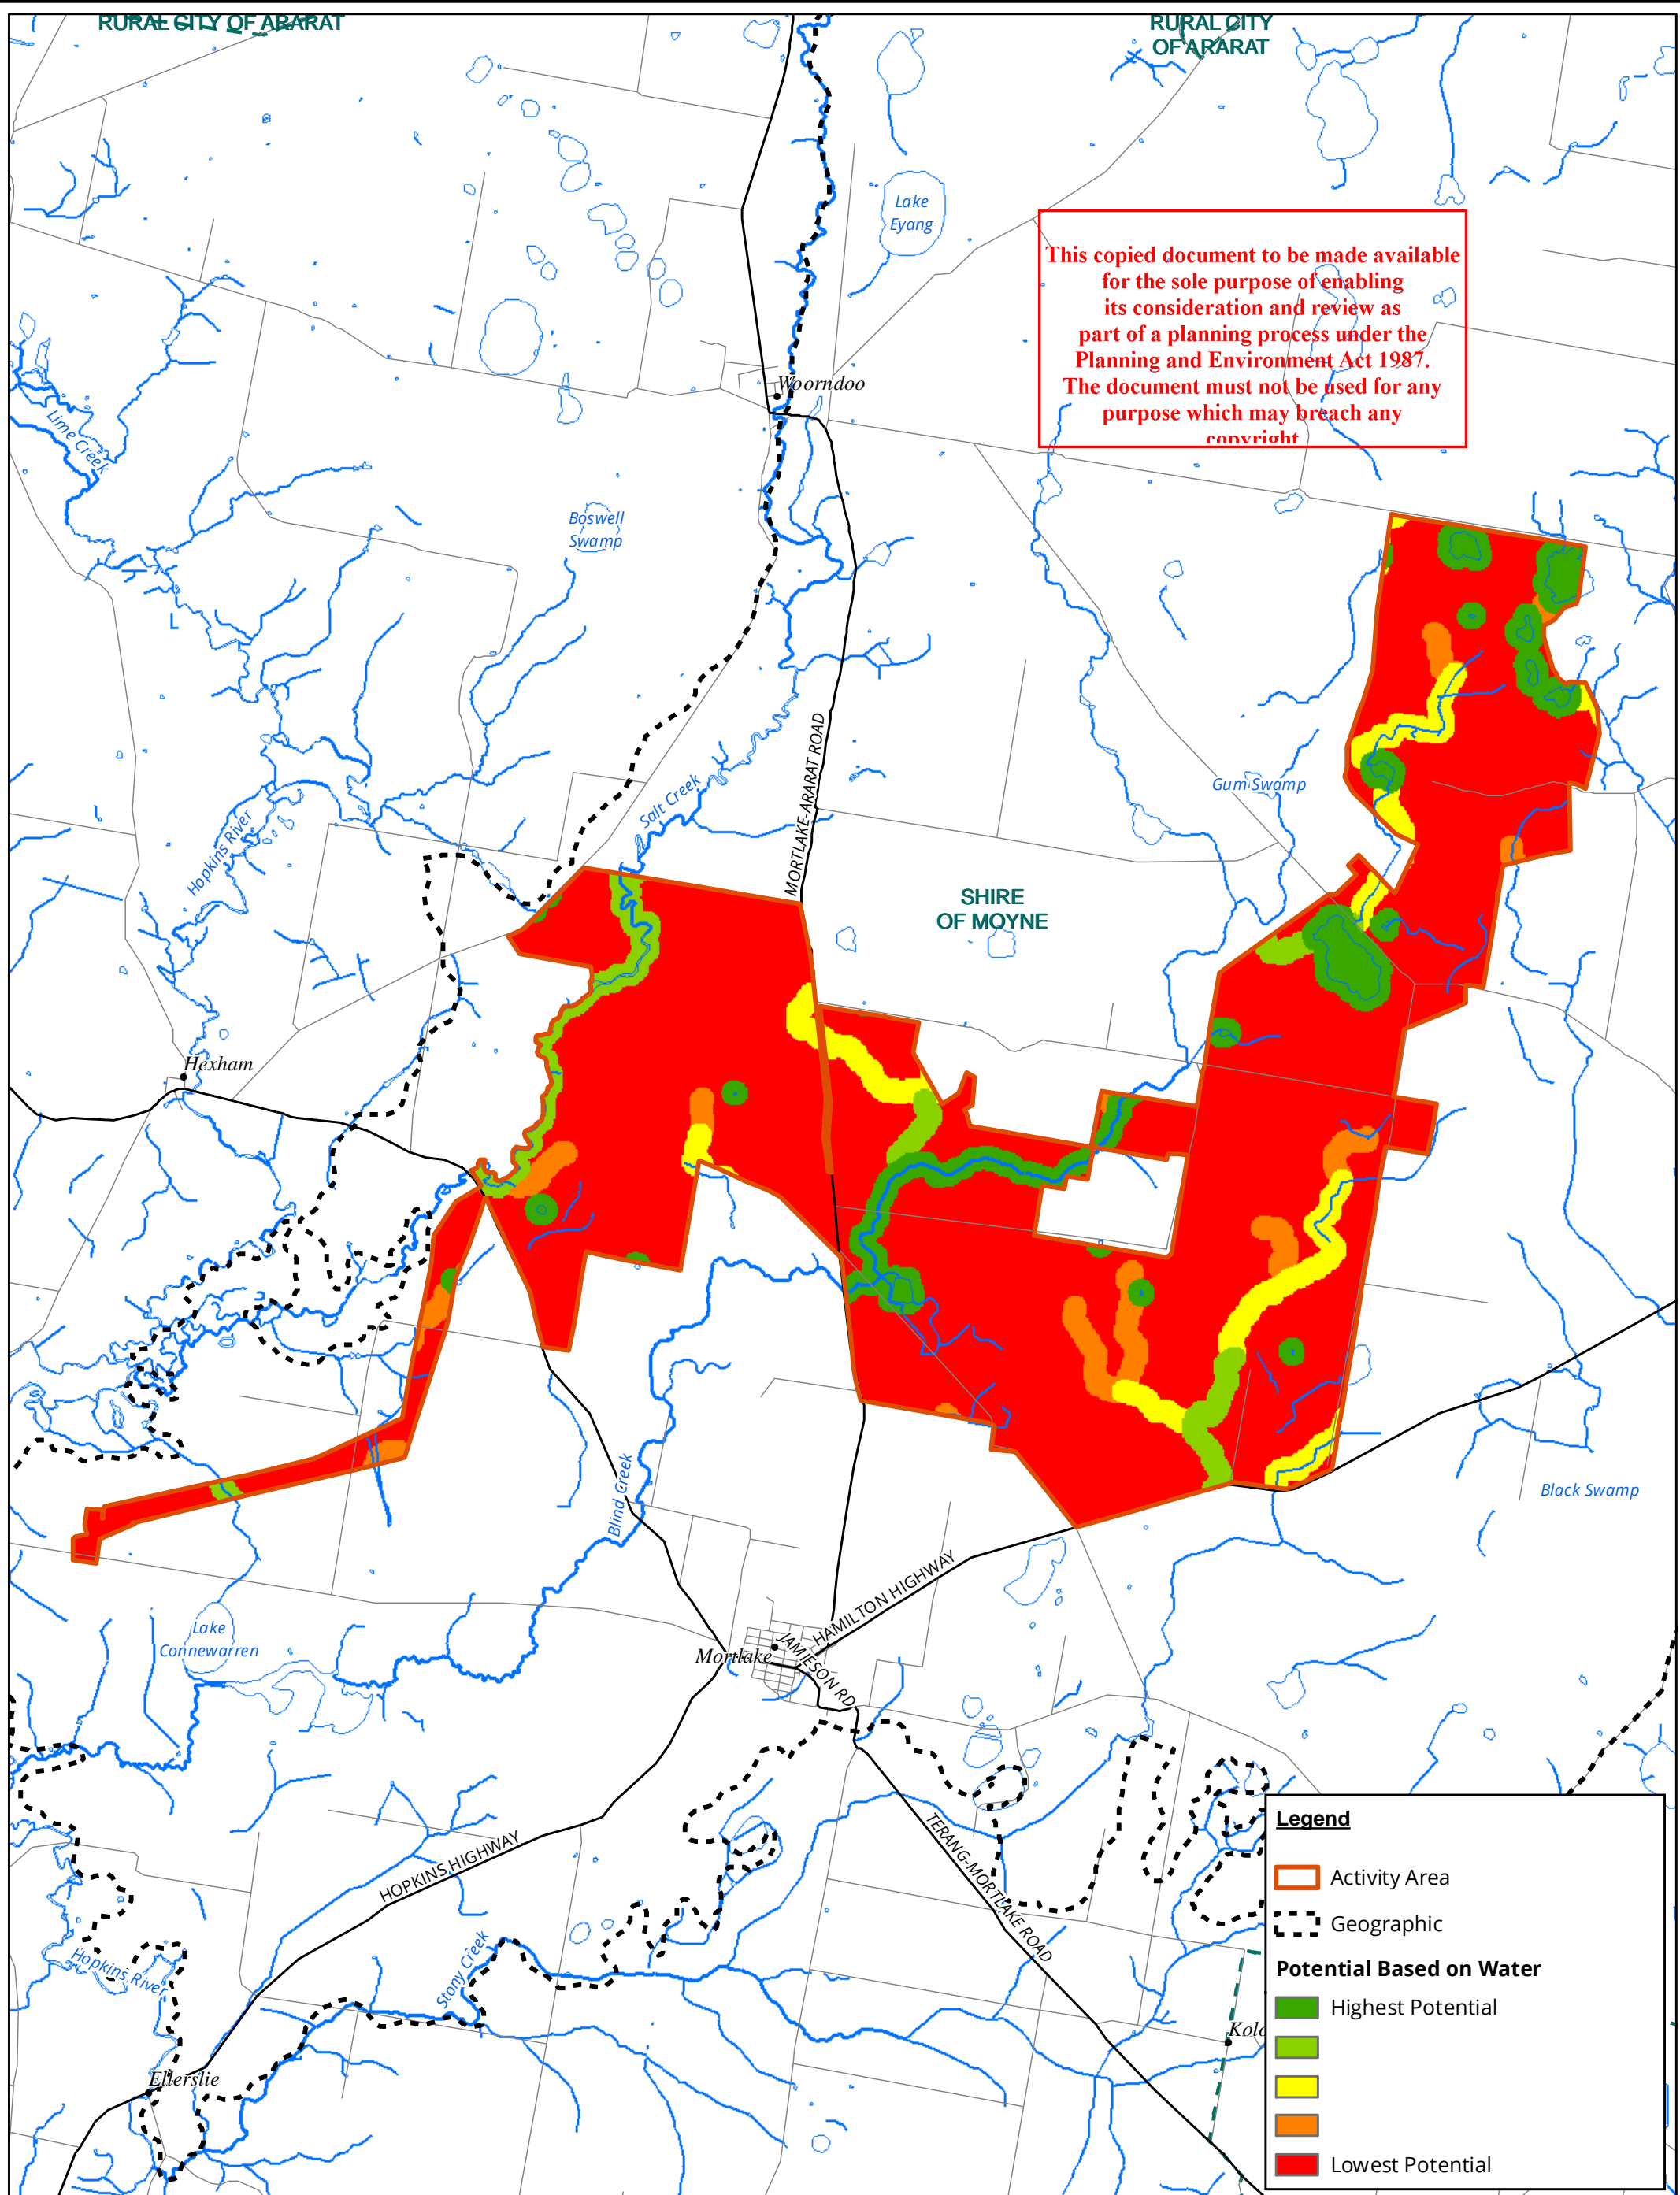 RURAL CITY OF ARARAT
RURAL CITY
OF ARARAT
Lake
Eyang
This copied document to be made available
for the sole purpose of enabling
its consideration and review as
part of a planning process under the
Planning and Environment Act 1987.
The document must not be used for any
purpose which may breach any
copyright
Woorndoo
Lime Creek
Boswell
Swamp
MORTLAKE-ARARAT ROAD
Salt Creek
Gum Swamp
Hopkins River
SHIRE
OF MOYNE
Hexham
Blind Creek
Black Swamp
HAMILTON HIGHWAY
Lake
Connewarren
Mortlake
JAMIESON RD
HOPKINS HIGHWAY
TERANG-MORTLAKE ROAD
Stony Creek
Hopkins River
Kolo
Ellerslie
Legend
Activity Area
Geographic
Potential Based on Water
Highest Potential
Lowest Potential